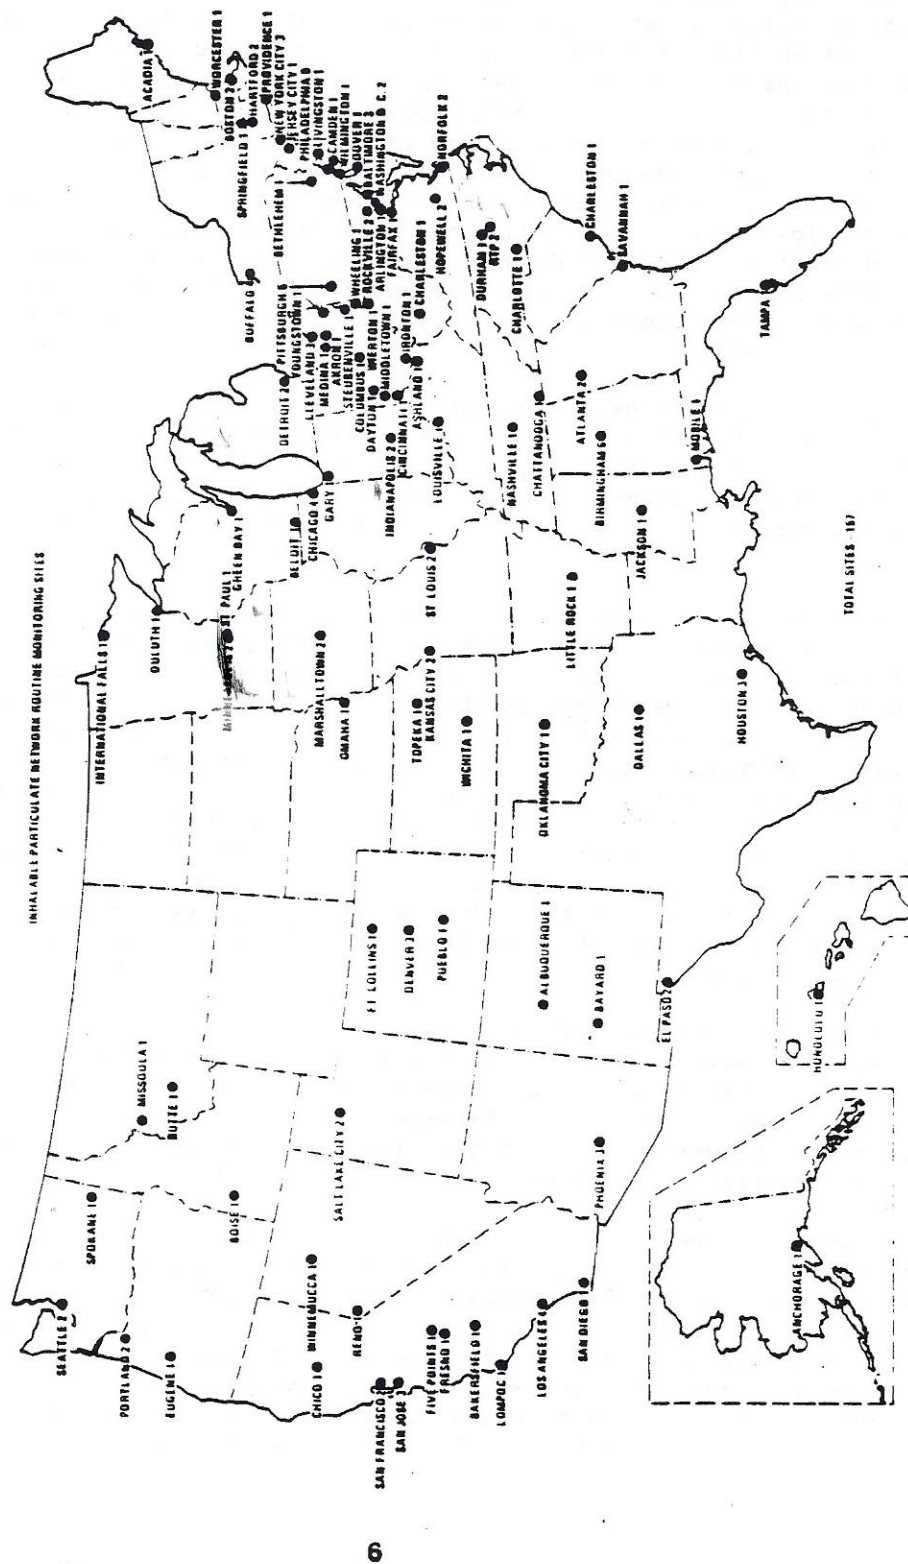 INHALABLE PARTICULATE NETWORK ROUTINE MONITORING SITES
SEATTLE 2
SPOKANE 1
PORTLAND 2
EUGENE 1
MISSOULA 1
BUTTE 1
BOISE 1
WINNEMUCCA 1
RENO 1
CHICO 1
SAN FRANCISCO 2
SAN JOSE 3
FIVE POINTS 1
FRESNO 1
BAKERSFIELD 1
LOMPOC 1
LOS ANGELES 4
SAN DIEGO 1
SALT LAKE CITY 2
PHOENIX 3
FT COLLINS 1
DENVER 3
PUEBLO 1
ALBUQUERQUE 1
BAYARD 1
EL PASO 2
INTERNATIONAL FALLS 1
DULUTH 1
MINNEAPOLIS 2
ST PAUL 1
GREEN BAY 1
BELOIT 1
CHICAGO 4
GARY 1
MARSHALLTOWN 2
OMAHA 1
TOPEKA 1
KANSAS CITY 2
WICHITA 1
ST LOUIS 2
OKLAHOMA CITY 1
LITTLE ROCK 1
DALLAS 1
HOUSTON 3
JACKSON 1
DETROIT 2
BUFFALO
PITTSBURGH
YOUNGSTOWN 1
CLEVELAND 3
MEDINA 1
AKRON 1
STEUBENVILLE 1
COLUMBUS 1
DAYTON 1
WIERTON 1
MIDDLETOWN 1
WHEELING 1
ROCKVILLE 2
ARLINGTON 1
FAIRFAX 1
INDIANAPOLIS 2
CINCINNATI 1
IRONTON 1
ASHLAND 1
CHARLESTON 1
LOUISVILLE 1
HOPEWELL 2
NORFOLK 2
ACADIA 1
WORCESTER 1
BOSTON 2
SPRINGFIELD 1
HARTFORD 2
PROVIDENCE 1
NEW YORK CITY 3
JERSEY CITY 1
PHILADELPHIA
LIVINGSTON 1
CAMDEN 1
WILMINGTON 1
DOVER 1
BALTIMORE 3
WASHINGTON D.C. 2
BETHLEHEM 1
DURHAM 1
RTP 2
CHARLOTTE 1
NASHVILLE 1
CHATTANOOGA
ATLANTA 2
BIRMINGHAM 6
MOBILE 1
CHARLESTON 1
SAVANNAH 1
TAMPA 1
ANCHORAGE 1
HONOLULU 1
TOTAL SITES - 157
6